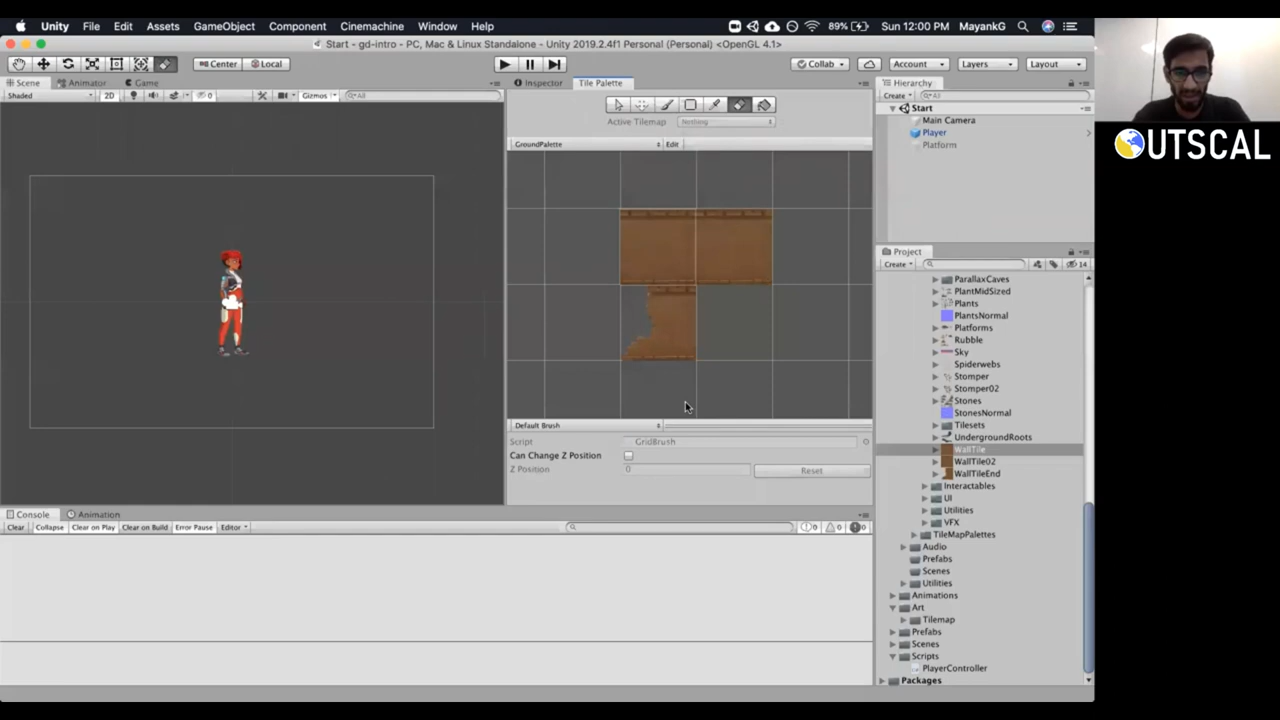 Unity File Edit Assets GameObject Component Cinemachine Window Help 89% Sun 12:00 PM MayankG
Start - gd-intro - PC, Mac & Linux Standalone - Unity 2019.2.4f1 Personal (Personal) <OpenGL 4.1>
Center Local Collab Account Layers Layout
Scene Animator Game
Shaded 2D 0 Gizmos All
Inspector Tile Palette
Active Tilemap Nothing
GroundPalette Edit
Default Brush
Script GridBrush
Can Change Z Position
Z Position 0 Reset
Hierarchy
Create All
Start
Main Camera
Player
Platform
Project
Create 14
ParallaxCaves
PlantMidSized
Plants
PlantsNormal
Platforms
Rubble
Sky
Spiderwebs
Stomper
Stomper02
Stones
StonesNormal
Tilesets
UndergroundRoots
WallTile
WallTile02
WallTileEnd
Interactables
UI
Utilities
VFX
TileMapPalettes
Audio
Prefabs
Scenes
Utilities
Animations
Art
Tilemap
Prefabs
Scenes
Scripts
PlayerController
Packages
Console Animation
Clear Collapse Clear on Play Clear on Build Error Pause Editor 0 0 0
OUTSCAL